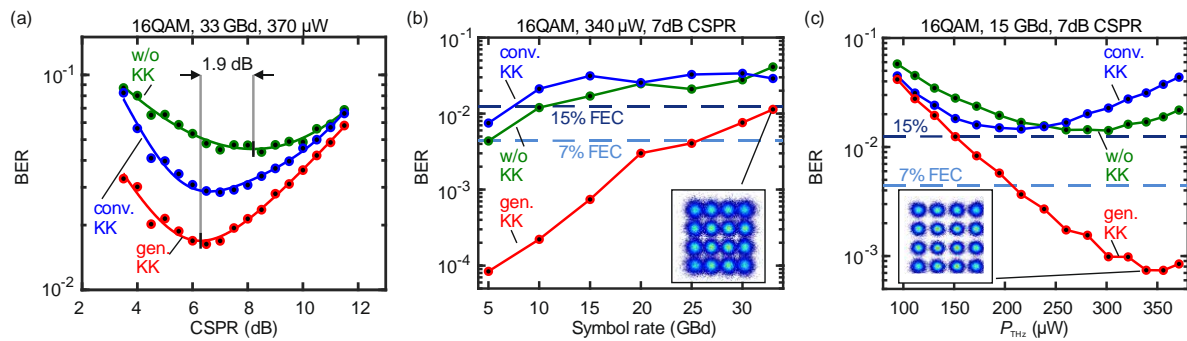 (a)
16QAM, 33 GBd, 370 µW
BER
10⁻¹
10⁻²
w/o
KK
1.9 dB
conv.
KK
gen.
KK
2 4 6 8 10 12
CSPR (dB)
(b)
16QAM, 340 µW, 7dB CSPR
BER
10⁻¹
10⁻²
10⁻³
10⁻⁴
conv.
KK
15% FEC
7% FEC
w/o
KK
gen.
KK
5 10 15 20 25 30
Symbol rate (GBd)
(c)
16QAM, 15 GBd, 7dB CSPR
BER
10⁻¹
10⁻²
10⁻³
conv.
KK
15%
w/o
KK
7% FEC
gen.
KK
100 150 200 250 300 350
P_THz (µW)